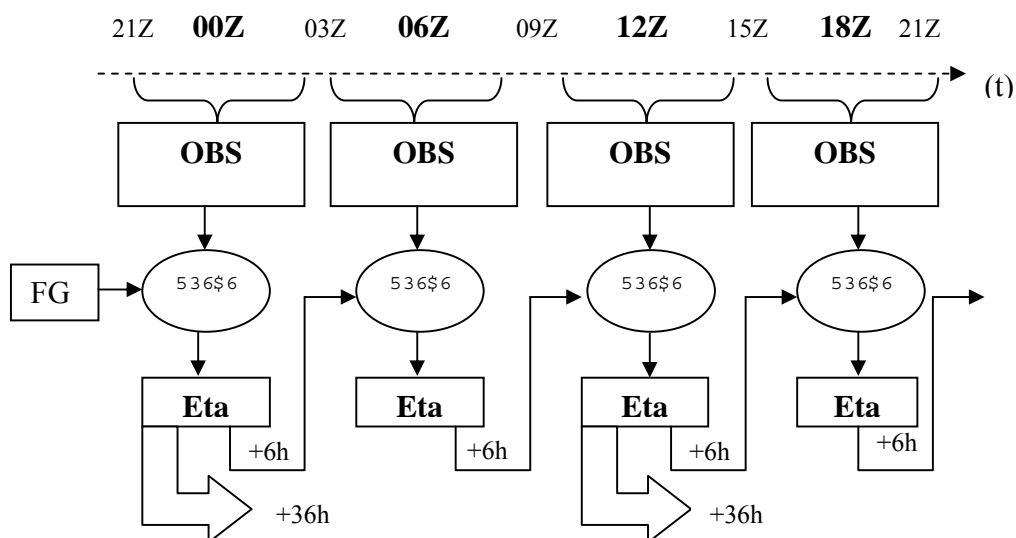 21Z 00Z 03Z 06Z 09Z 12Z 15Z 18Z 21Z
(t)
OBS OBS OBS OBS
FG 536$6 536$6 536$6 536$6
Eta Eta Eta Eta
+6h +6h +6h +6h
+36h +36h